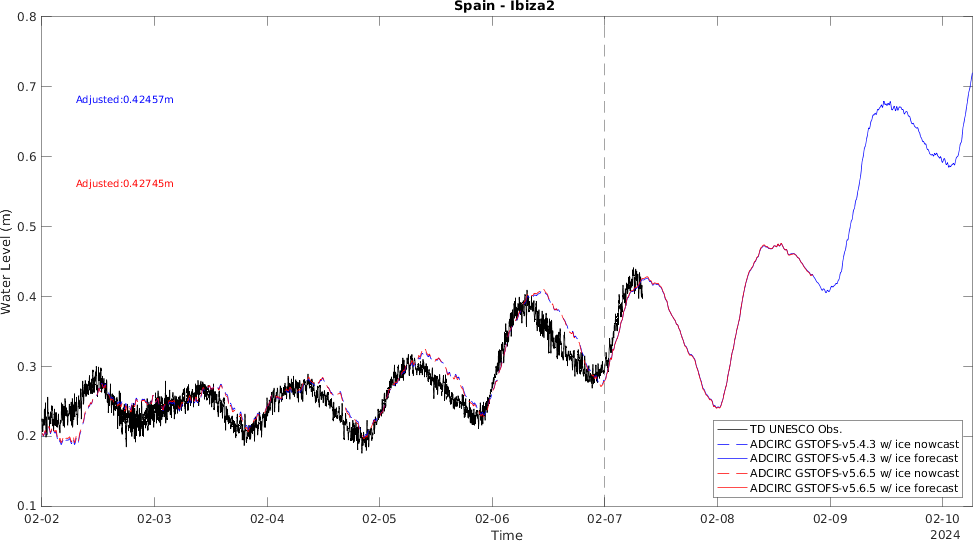 Spain - Ibiza2
0.8
0.7
0.6
0.5
0.4
0.3
0.2
0.1
Water Level (m)
Adjusted:0.42457m
Adjusted:0.42745m
TD UNESCO Obs.
ADCIRC GSTOFS-v5.4.3 w/ ice nowcast
ADCIRC GSTOFS-v5.4.3 w/ ice forecast
ADCIRC GSTOFS-v5.6.5 w/ ice nowcast
ADCIRC GSTOFS-v5.6.5 w/ ice forecast
02-02 02-03 02-04 02-05 02-06 02-07 02-08 02-09 02-10
2024
Time